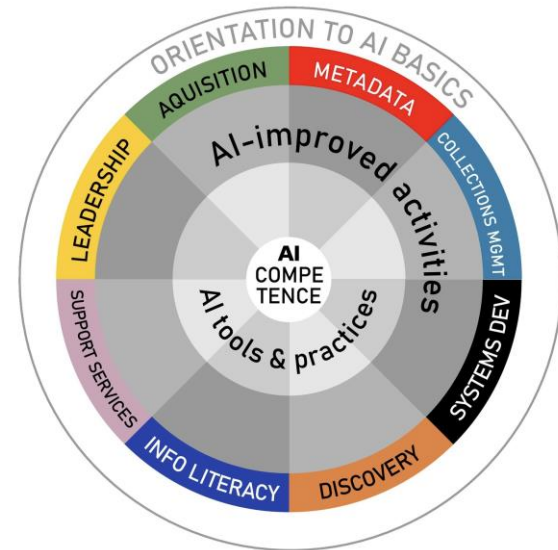 ORIENTATION TO AI BASICS
AQUISITION
METADATA
COLLECTIONS MGMT
SYSTEMS DEV
DISCOVERY
INFO LITERACY
SUPPORT SERVICES
LEADERSHIP
AI-improved activities
AI
COMPE
TENCE
AI tools & practices